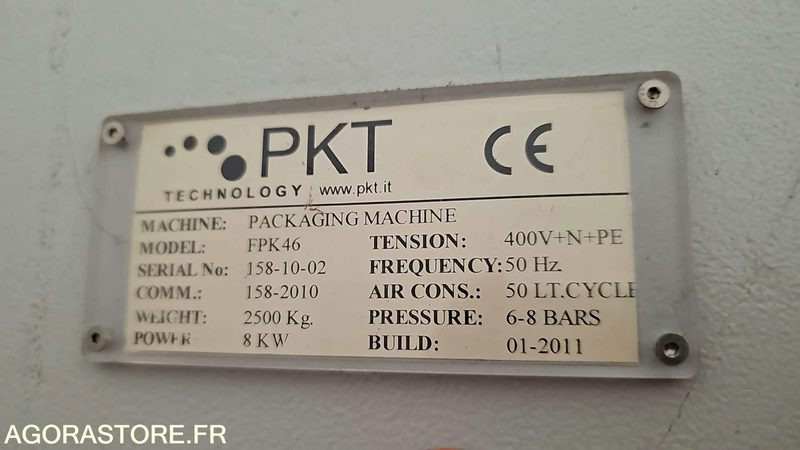 PKT
TECHNOLOGY www.pkt.it
CE
MACHINE: PACKAGING MACHINE
MODEL: FPK46 TENSION: 400V+N+PE
SERIAL No: 158-10-02 FREQUENCY: 50 Hz.
COMM.: 158-2010 AIR CONS.: 50 LT.CYCLE
WEIGHT: 2500 Kg. PRESSURE: 6-8 BARS
POWER 8 KW BUILD: 01-2011
AGORASTORE.FR